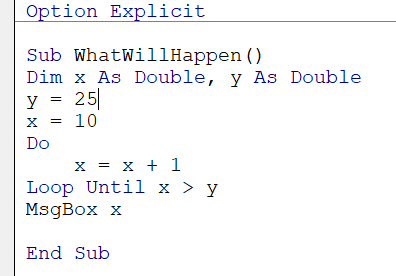 Option Explicit
Sub WhatWillHappen()
Dim x As Double, y As Double
y = 25
x = 10
Do
    x = x + 1
Loop Until x > y
MsgBox x
End Sub